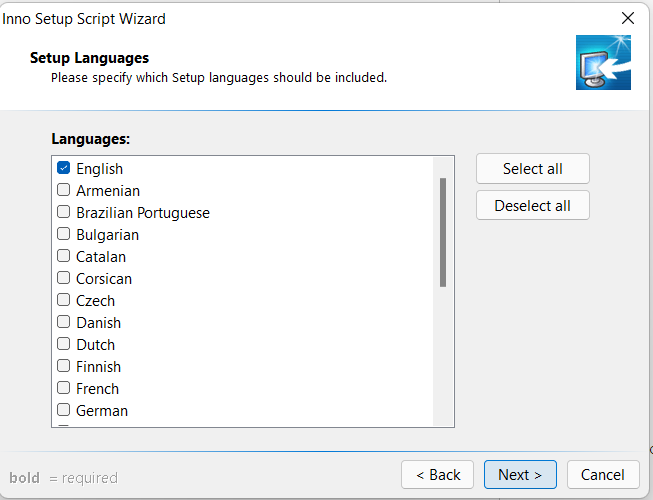 Inno Setup Script Wizard
Setup Languages
Please specify which Setup languages should be included.
Languages:
English
Armenian
Brazilian Portuguese
Bulgarian
Catalan
Corsican
Czech
Danish
Dutch
Finnish
French
German
Select all
Deselect all
bold = required
< Back
Next >
Cancel